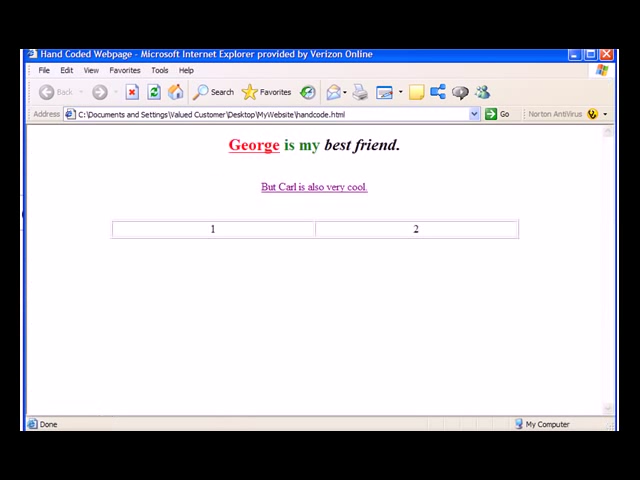 Hand Coded Webpage - Microsoft Internet Explorer provided by Verizon Online
File Edit View Favorites Tools Help
Back Search Favorites
Address C:\Documents and Settings\Valued Customer\Desktop\MyWebsite\handcode.html Go Norton AntiVirus
George is my best friend.
But Carl is also very cool.
1 2
Done My Computer